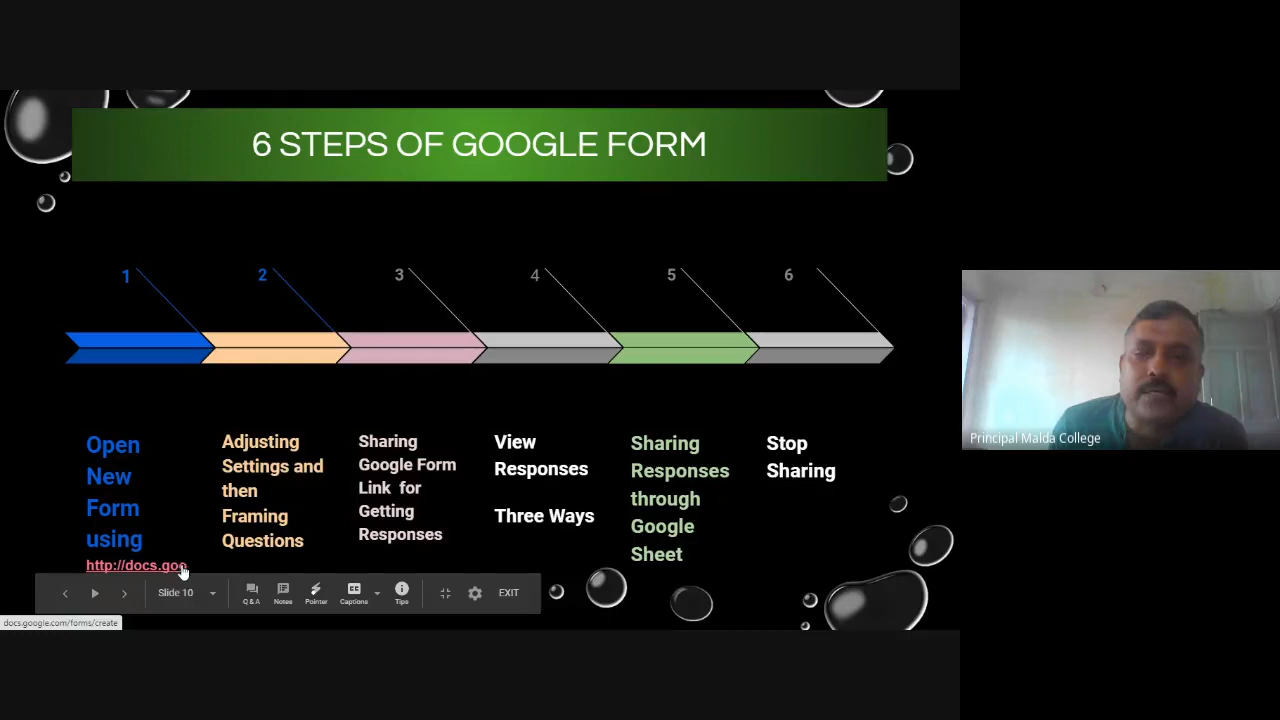 6 STEPS OF GOOGLE FORM
1
2
3
4
5
6
Open
New
Form
using
http://docs.goo
Adjusting
Settings and
then
Framing
Questions
Sharing
Google Form
Link for
Getting
Responses
View
Responses
Three Ways
Sharing
Responses
through
Google
Sheet
Stop
Sharing
Principal Malda College
Slide 10
Q & A
Notes
Pointer
Captions
Tips
EXIT
docs.google.com/forms/create